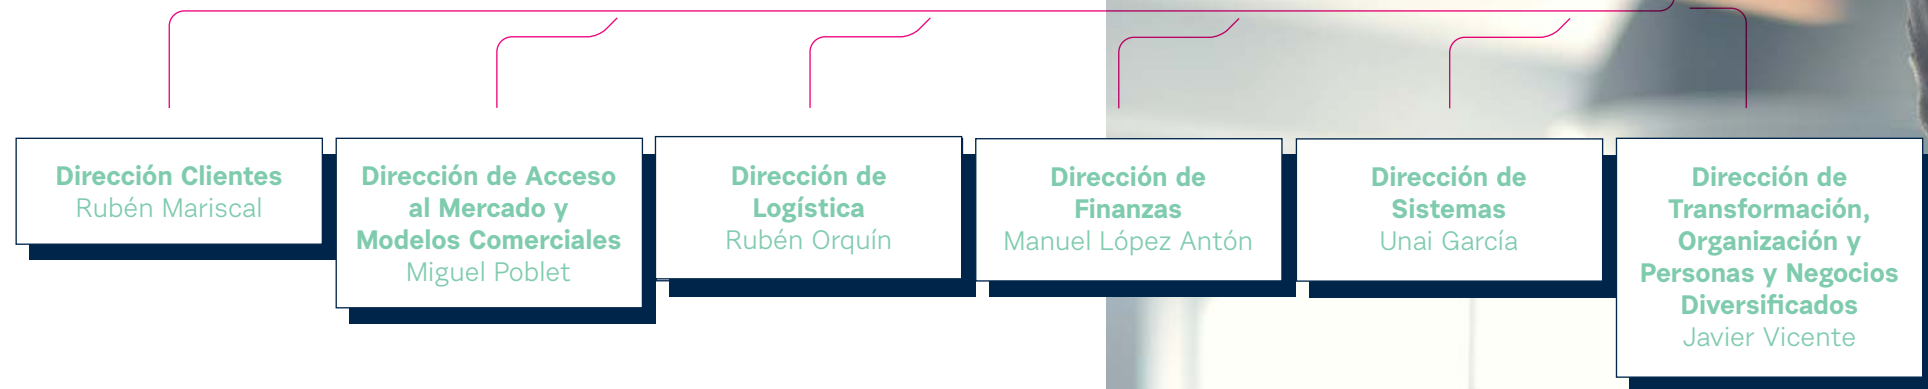 Dirección Clientes
Rubén Mariscal
Dirección de Acceso
al Mercado y
Modelos Comerciales
Miguel Poblet
Dirección de
Logística
Rubén Orquín
Dirección de
Finanzas
Manuel López Antón
Dirección de
Sistemas
Unai García
Dirección de
Transformación,
Organización y
Personas y Negocios
Diversificados
Javier Vicente